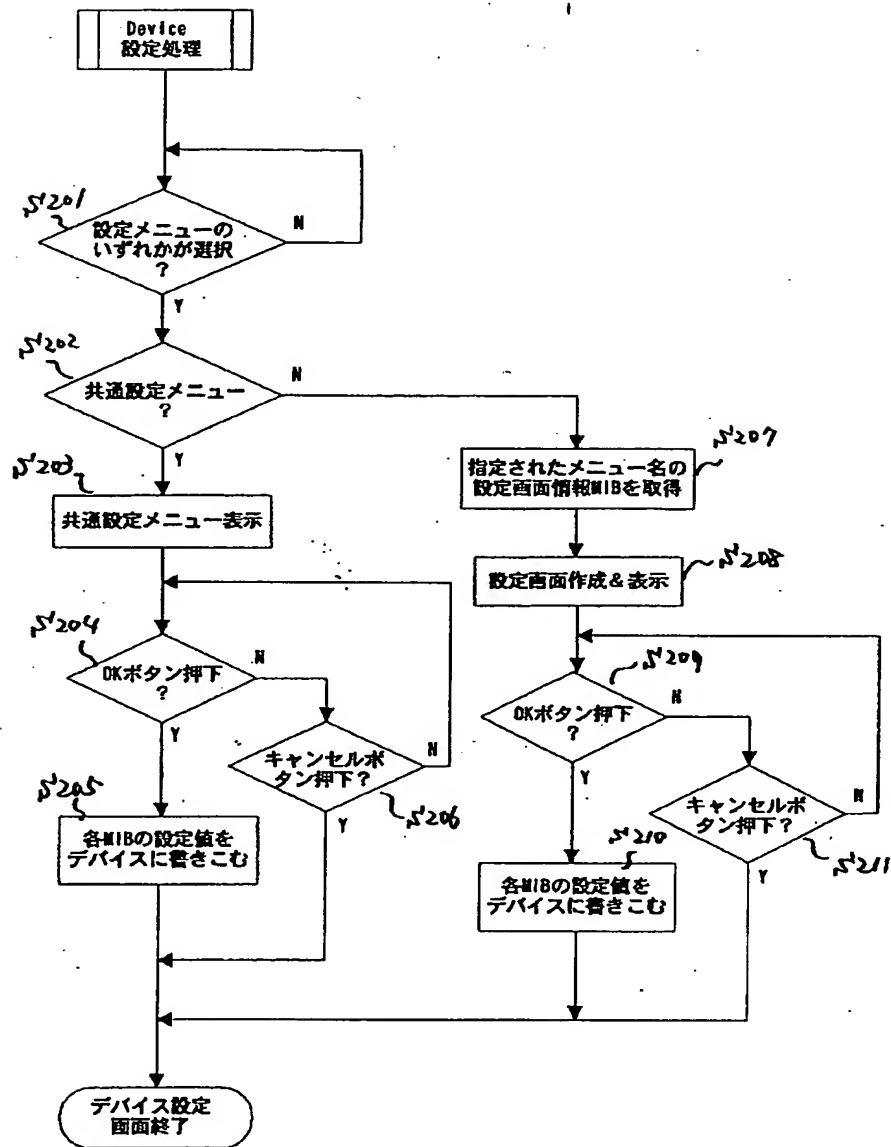 Device
設定処理
S201
設定メニューの
いずれかが選択
?
N
Y
S202
共通設定メニュー
?
N
Y
S203
共通設定メニュー表示
S204
OKボタン押下
?
N
Y
S205
各MIBの設定値を
デバイスに書きこむ
キャンセルボ
タン押下?
N
Y
S206
S207
指定されたメニュー名の
設定画面情報MIBを取得
S208
設定画面作成&表示
S209
OKボタン押下
?
N
Y
S210
各MIBの設定値を
デバイスに書きこむ
キャンセルボ
タン押下?
N
Y
S211
デバイス設定
画面終了